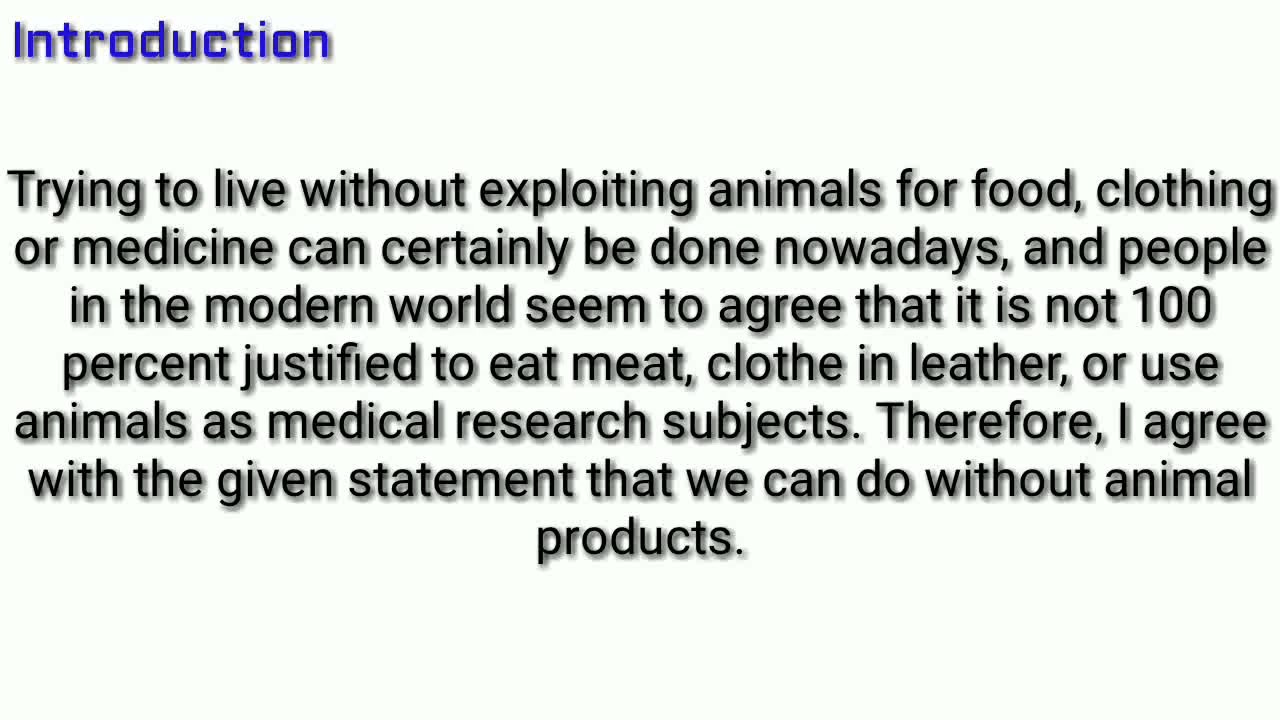 Introduction
Trying to live without exploiting animals for food, clothing
or medicine can certainly be done nowadays, and people
in the modern world seem to agree that it is not 100
percent justified to eat meat, clothe in leather, or use
animals as medical research subjects. Therefore, I agree
with the given statement that we can do without animal
products.